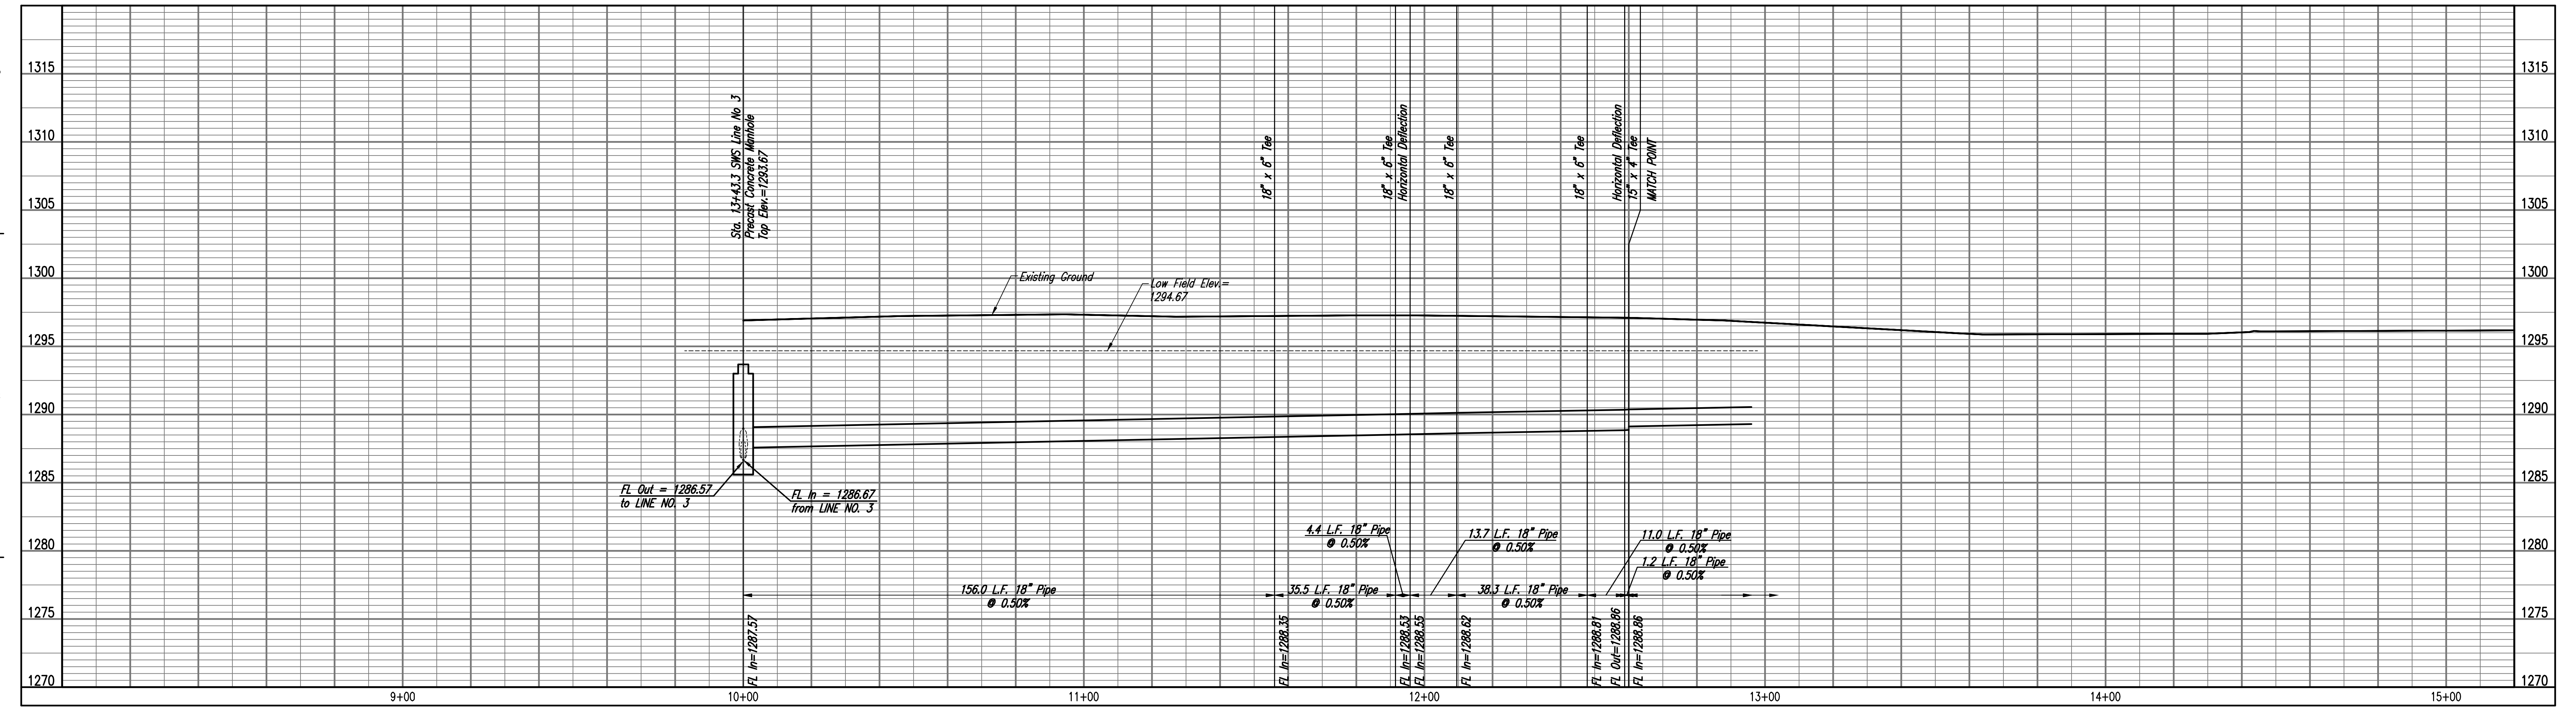 1315
1310
1305
1300
1295
1290
1285
1280
1275
1270
Sta. 13+43.3 SWS Line No 3
Precast Concrete Manhole
Top Elev.=1293.67
18" x 6" Tee
18" x 6" Tee
Horizontal Deflection
18" x 6" Tee
18" x 6" Tee
Horizontal Deflection
15" x 4" Tee
MATCH POINT
Existing Ground
Low Field Elev.=
1294.67
FL Out = 1286.57
to LINE NO. 3
FL In = 1286.67
from LINE NO. 3
156.0 L.F. 18" Pipe
@ 0.50%
35.5 L.F. 18" Pipe
@ 0.50%
4.4 L.F. 18" Pipe
@ 0.50%
13.7 L.F. 18" Pipe
@ 0.50%
38.3 L.F. 18" Pipe
@ 0.50%
11.0 L.F. 18" Pipe
@ 0.50%
1.2 L.F. 18" Pipe
@ 0.50%
FL In=1287.57
FL In=1288.35
FL In=1288.53
FL In=1288.55
FL In=1288.62
FL In=1288.81
FL Out=1288.86
FL In=1288.86
9+00
10+00
11+00
12+00
13+00
14+00
15+00
1315
1310
1305
1300
1295
1290
1285
1280
1275
1270